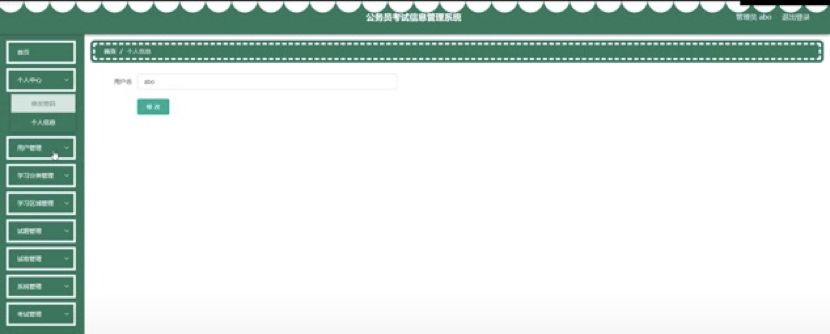 公务员考试信息管理系统
管理员 abo 退出登录
首页
首页 / 个人信息
个人中心
用户名 abo
修改密码
修改
个人信息
用户管理
学习分类管理
学习区域管理
试题管理
试卷管理
系统管理
考试管理